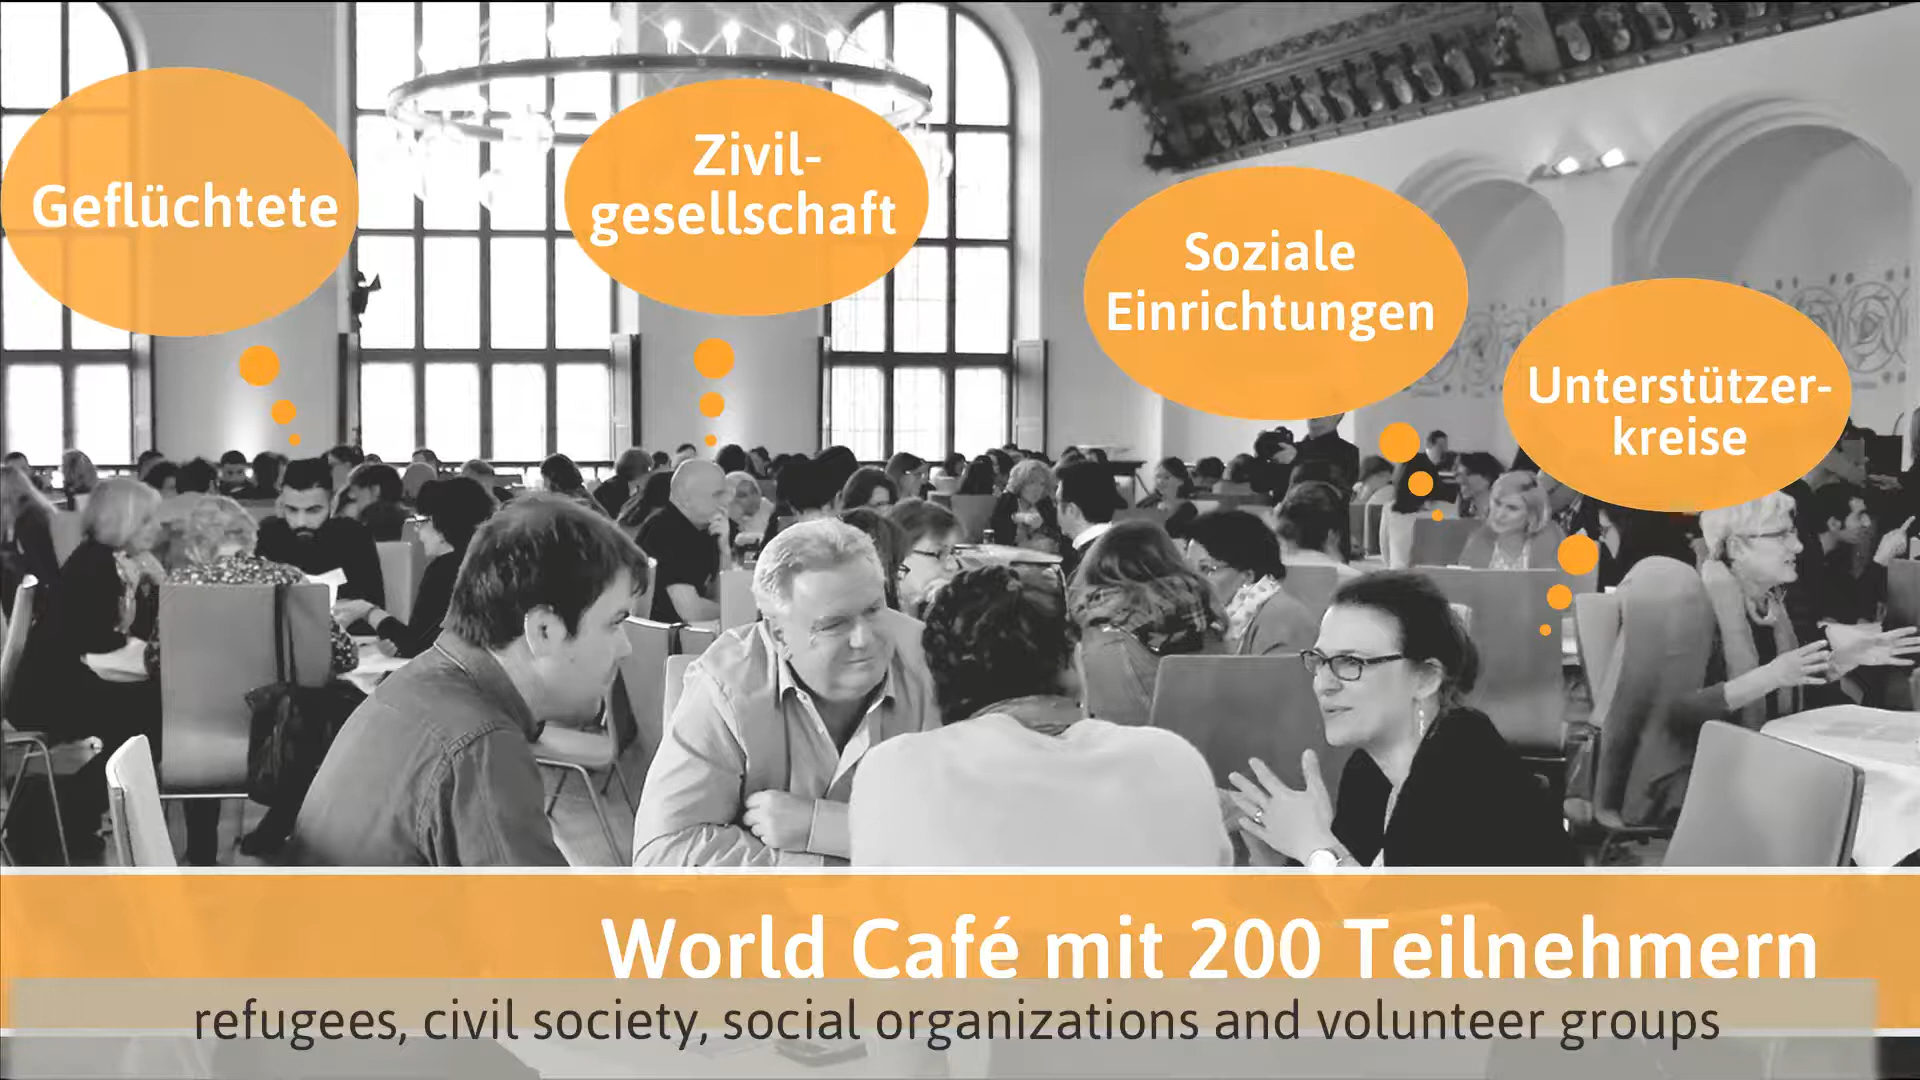 Geflüchtete
Zivil-
gesellschaft
Soziale
Einrichtungen
Unterstützer-
kreise
World Café mit 200 Teilnehmern
refugees, civil society, social organizations and volunteer groups